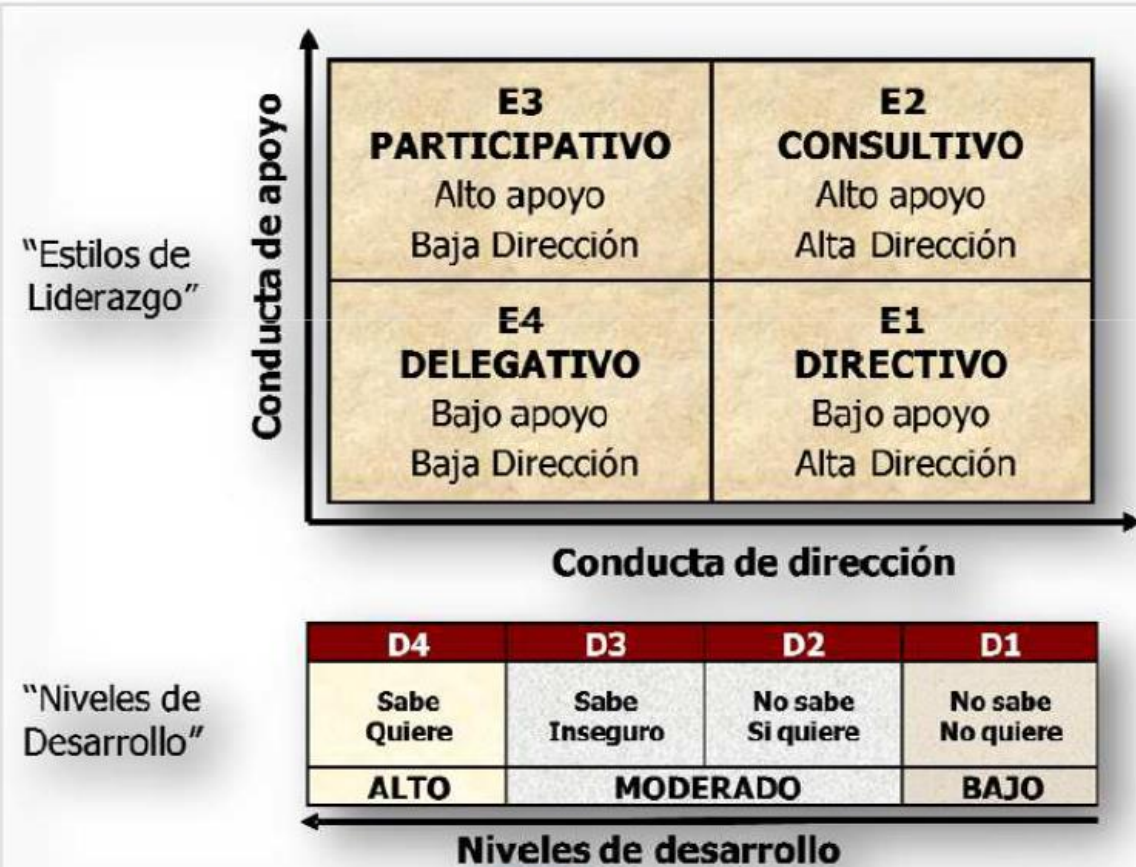 "Estilos de
Liderazgo"
Conducta de apoyo
E3
PARTICIPATIVO
Alto apoyo
Baja Dirección
E2
CONSULTIVO
Alto apoyo
Alta Dirección
E4
DELEGATIVO
Bajo apoyo
Baja Dirección
E1
DIRECTIVO
Bajo apoyo
Alta Dirección
Conducta de dirección
"Niveles de
Desarrollo"
D4
D3
D2
D1
Sabe
Quiere
Sabe
Inseguro
No sabe
Si quiere
No sabe
No quiere
ALTO
MODERADO
BAJO
Niveles de desarrollo